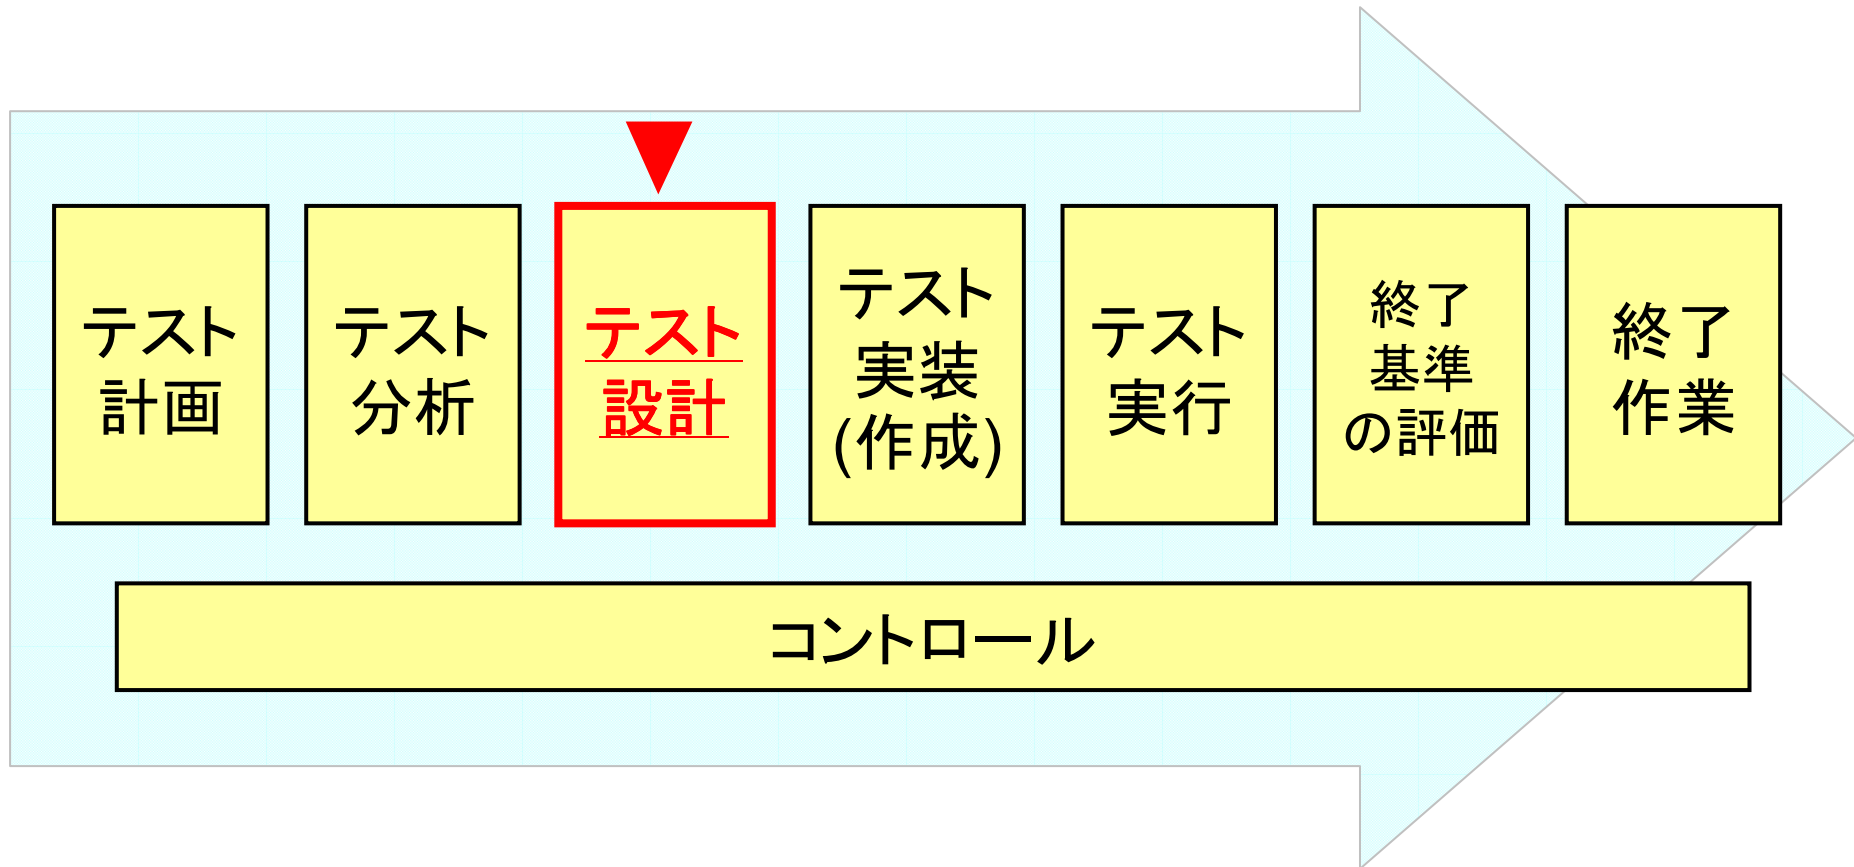 テスト
計画
テスト
分析
テスト
設計
テスト
実装
(作成)
テスト
実行
終了
基準
の評価
終了
作業
コントロール